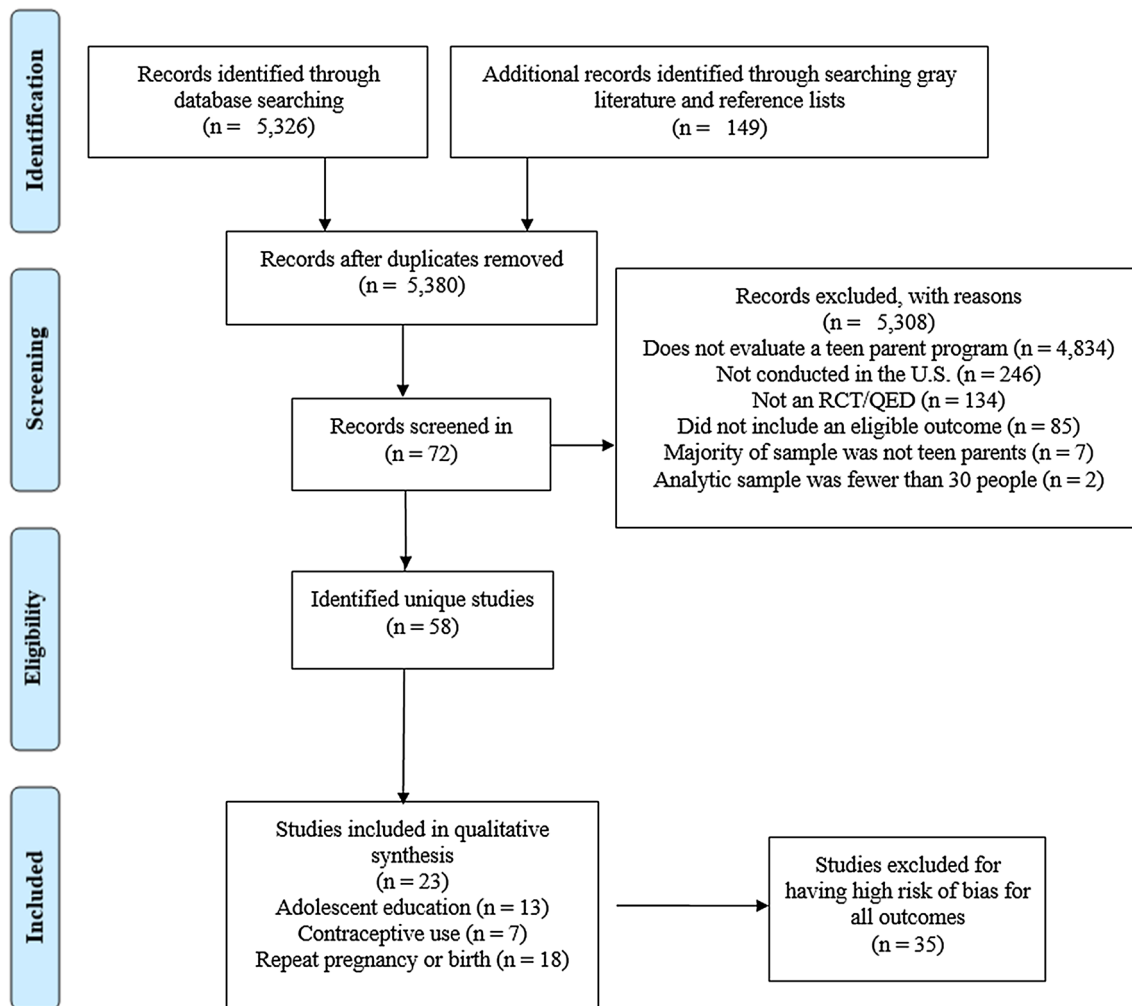 Identification
Records identified through
database searching
(n = 5,326)
Additional records identified through searching gray
literature and reference lists
(n = 149)
Records after duplicates removed
(n = 5,380)
Screening
Records excluded, with reasons
(n = 5,308)
Does not evaluate a teen parent program (n = 4,834)
Not conducted in the U.S. (n = 246)
Not an RCT/QED (n = 134)
Did not include an eligible outcome (n = 85)
Majority of sample was not teen parents (n = 7)
Analytic sample was fewer than 30 people (n = 2)
Records screened in
(n = 72)
Eligibility
Identified unique studies
(n = 58)
Included
Studies included in qualitative
synthesis
(n = 23)
Adolescent education (n = 13)
Contraceptive use (n = 7)
Repeat pregnancy or birth (n = 18)
Studies excluded for
having high risk of bias for
all outcomes
(n = 35)